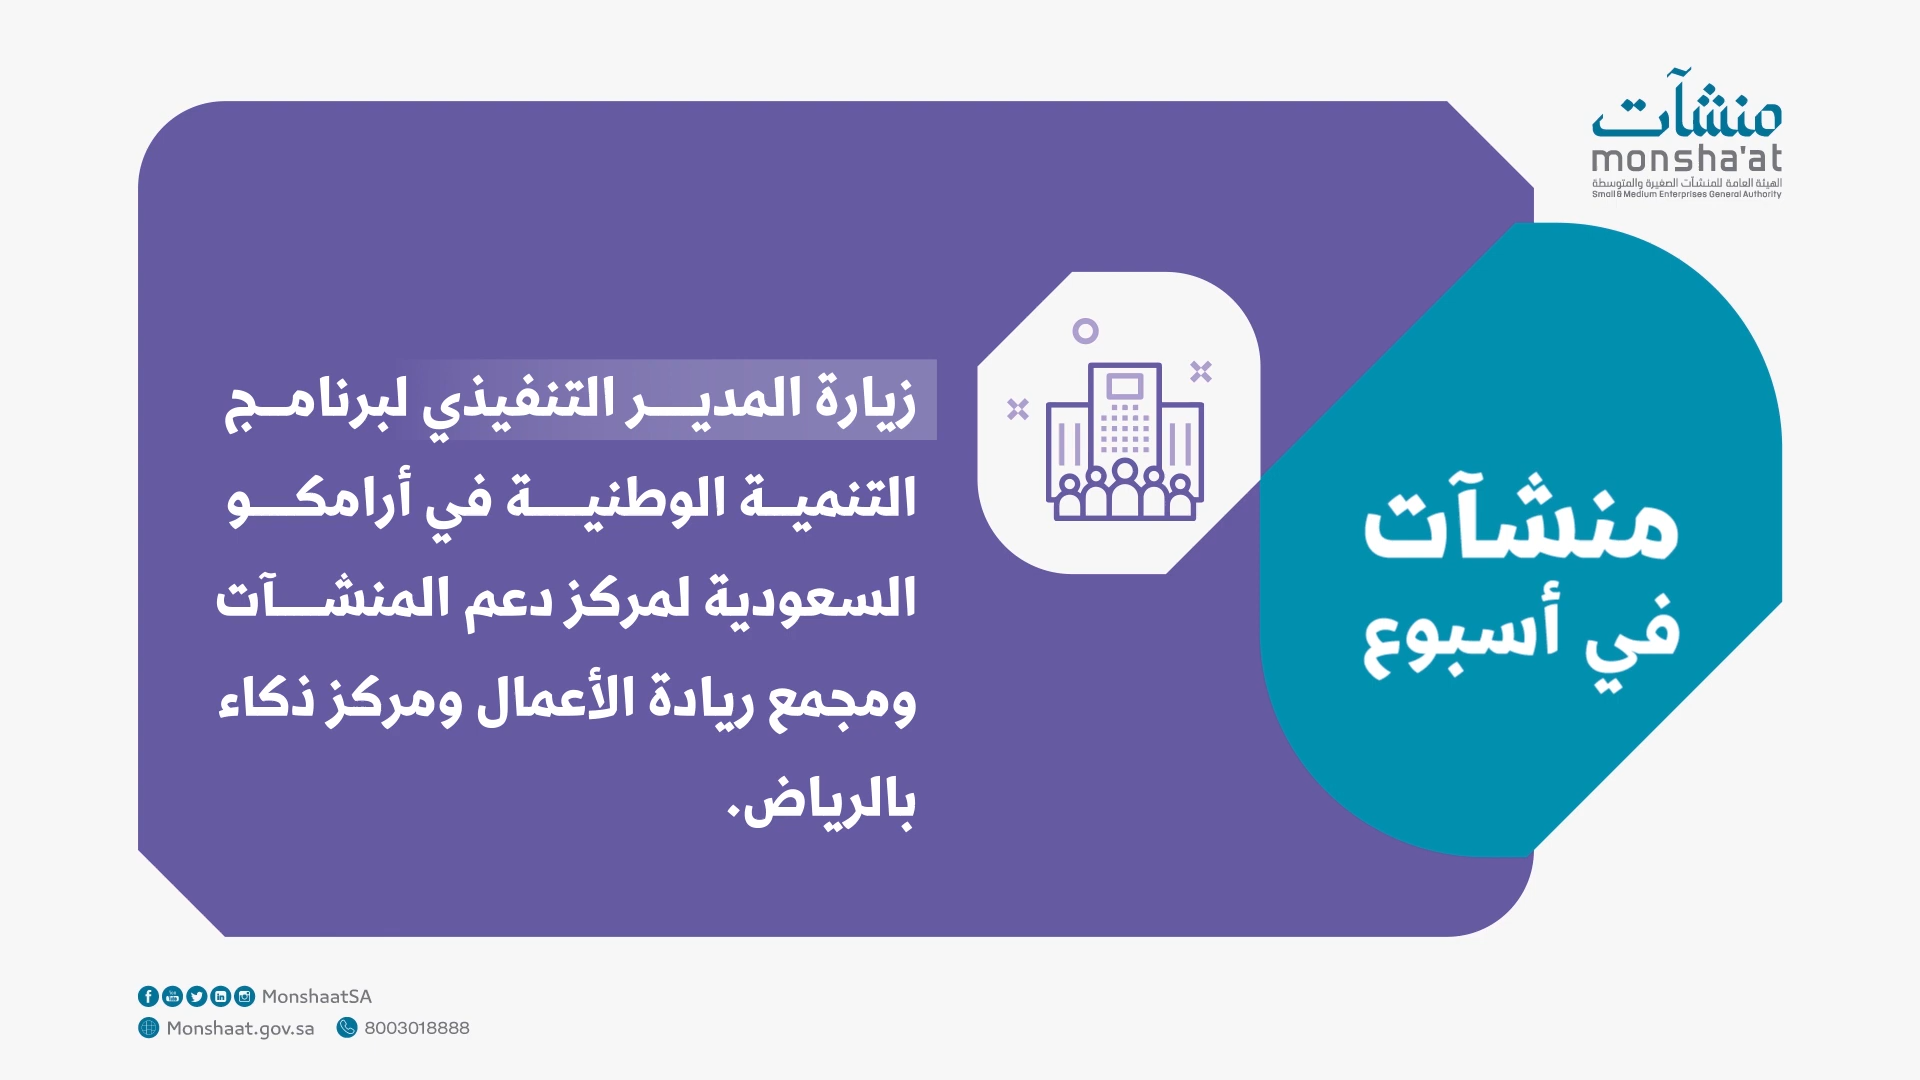 منشآت
monsha'at
الهيئة العامة للمنشآت الصغيرة والمتوسطة
Small & Medium Enterprises General Authority
منشآت
في أسبوع
زيارة المدير التنفيذي لبرنامج
التنمية الوطنية في أرامكو
السعودية لمركز دعم المنشآت
ومجمع ريادة الأعمال ومركز ذكاء
بالرياض.
MonshaatSA
Monshaat.gov.sa 8003018888